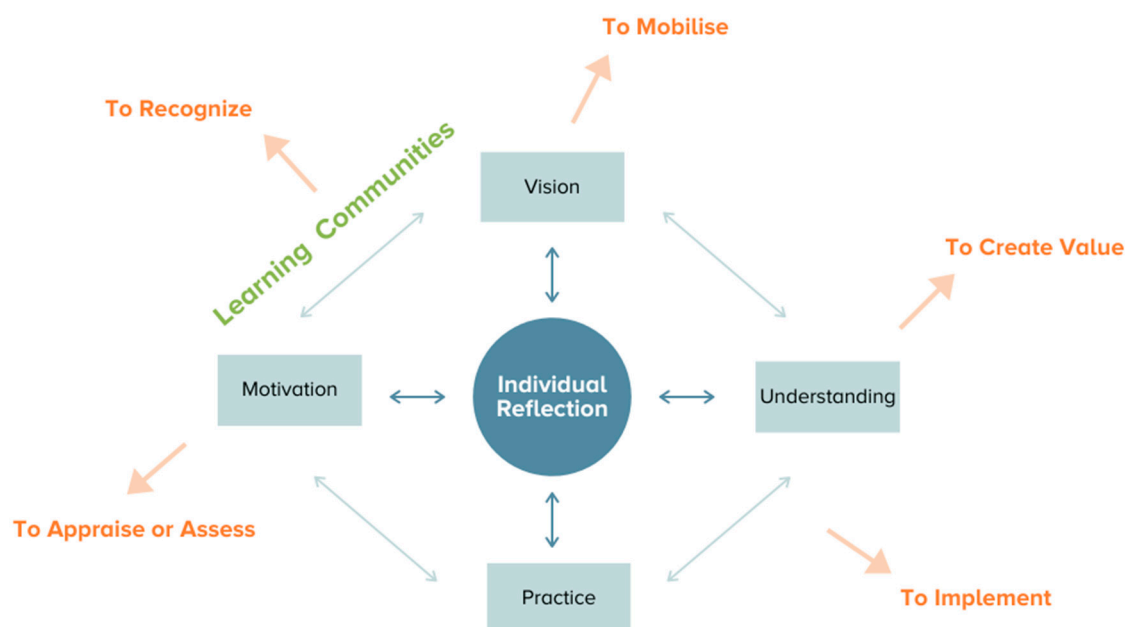 To Mobilise
To Recognize
Learning Communities
Vision
To Create Value
Motivation
Individual
Reflection
Understanding
To Appraise or Assess
Practice
To Implement